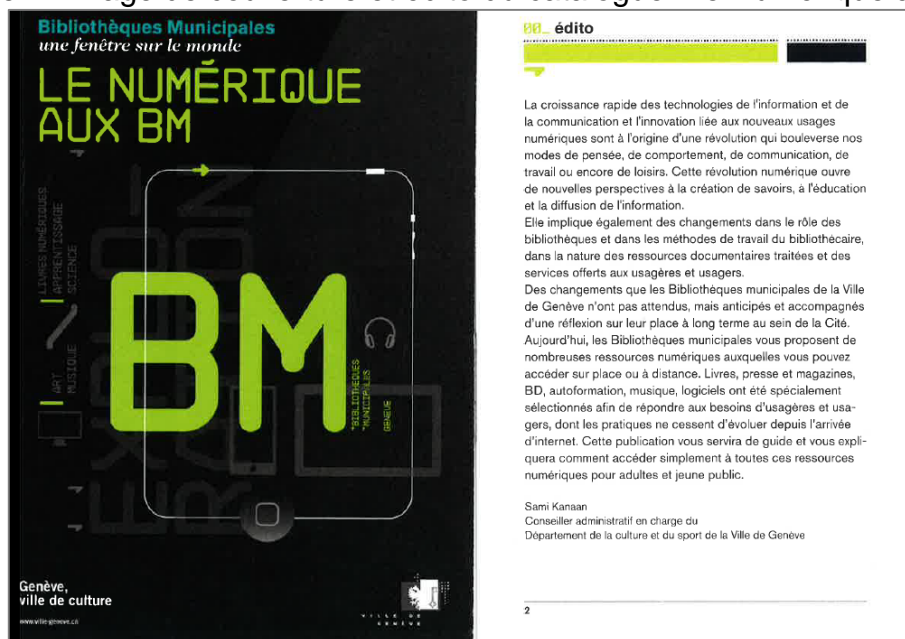 Bibliothèques Municipales
une fenêtre sur le monde
LE NUMÉRIQUE
AUX BM
LIVRES NUMÉRIQUES
APPRENTISSAGE
SCIENCE
ART
MUSIQUE
EXPLO—
RATION
BM
*BIBLIOTHÈQUES
*MUNICIPALES
GENÈVE
Genève,
ville de culture
www.ville-geneve.ch
VILLE DE
GENÈVE
00_ édito
La croissance rapide des technologies de l'information et de
la communication et l'innovation liée aux nouveaux usages
numériques sont à l'origine d'une révolution qui bouleverse nos
modes de pensée, de comportement, de communication, de
travail ou encore de loisirs. Cette révolution numérique ouvre
de nouvelles perspectives à la création de savoirs, à l'éducation
et la diffusion de l'information.
Elle implique également des changements dans le rôle des
bibliothèques et dans les méthodes de travail du bibliothécaire,
dans la nature des ressources documentaires traitées et des
services offerts aux usagères et usagers.
Des changements que les Bibliothèques municipales de la Ville
de Genève n'ont pas attendus, mais anticipés et accompagnés
d'une réflexion sur leur place à long terme au sein de la Cité.
Aujourd'hui, les Bibliothèques municipales vous proposent de
nombreuses ressources numériques auxquelles vous pouvez
accéder sur place ou à distance. Livres, presse et magazines,
BD, autoformation, musique, logiciels ont été spécialement
sélectionnés afin de répondre aux besoins d'usagères et usa-
gers, dont les pratiques ne cessent d'évoluer depuis l'arrivée
d'internet. Cette publication vous servira de guide et vous expli-
quera comment accéder simplement à toutes ces ressources
numériques pour adultes et jeune public.
Sami Kanaan
Conseiller administratif en charge du
Département de la culture et du sport de la Ville de Genève
2